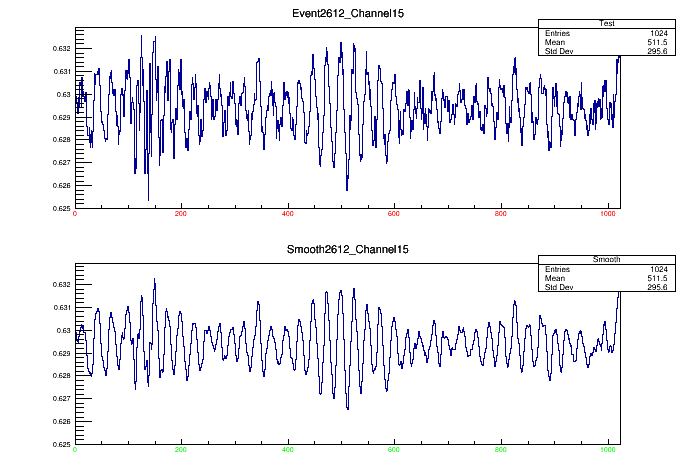 Event2612_Channel15
Test
Entries 1024
Mean 511.5
Std Dev 295.6
0.632
0.631
0.63
0.629
0.628
0.627
0.626
0.625
0 200 400 600 800 1000
Smooth2612_Channel15
Smooth
Entries 1024
Mean 511.5
Std Dev 295.6
0.632
0.631
0.63
0.629
0.628
0.627
0.626
0.625
0 200 400 600 800 1000